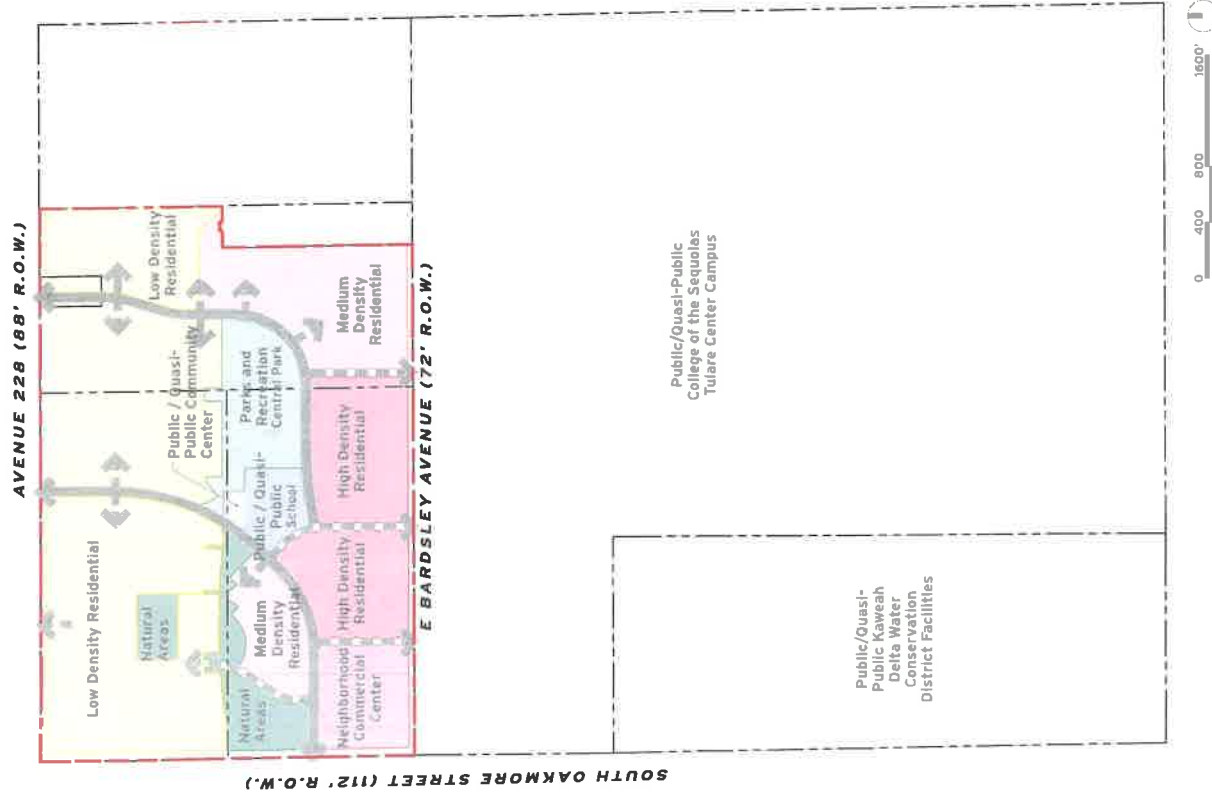 AVENUE 228 (88' R.O.W.)
Low Density Residential
Natural
Areas
Public / Quasi-
Public Community
Center
Low Density
Residential
Natural
Areas
Medium
Density
Residential
Public / Quasi-
Public
School
Parks and
Recreation
Central Park
Medium
Density
Residential
Neighborhood
Commercial
Center
High Density
Residential
High Density
Residential
E BARDSLEY AVENUE (72' R.O.W.)
SOUTH OAKMORE STREET (112' R.O.W.)
Public/Quasi-Public
College of the Sequoias
Tulare Center Campus
Public/Quasi-
Public Kaweah
Delta Water
Conservation
District Facilities
0 400 800 1600'